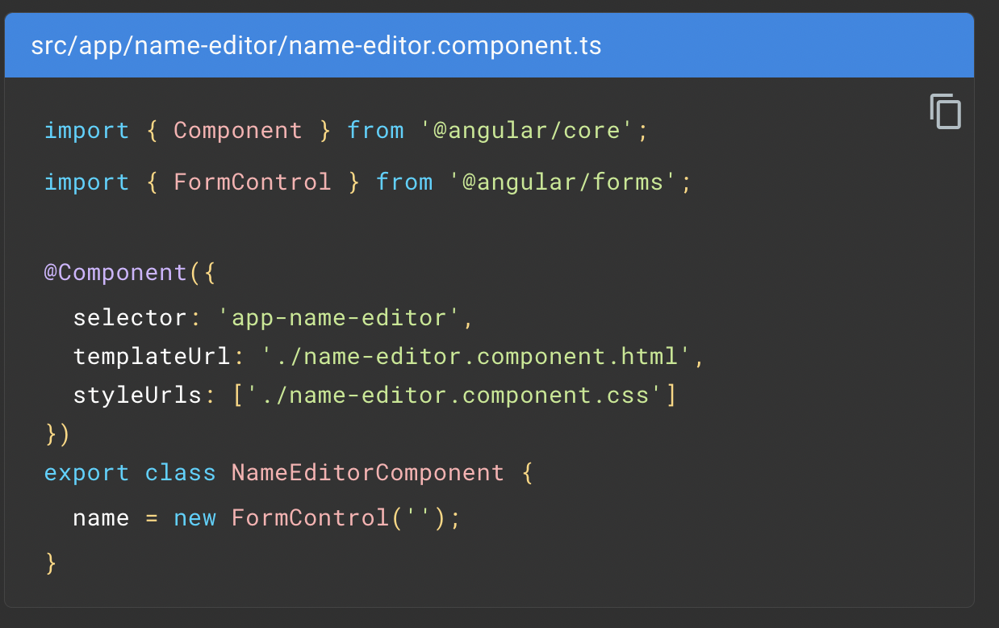 src/app/name-editor/name-editor.component.ts
import { Component } from '@angular/core';
import { FormControl } from '@angular/forms';
@Component({
  selector: 'app-name-editor',
  templateUrl: './name-editor.component.html',
  styleUrls: ['./name-editor.component.css']
})
export class NameEditorComponent {
  name = new FormControl('');
}